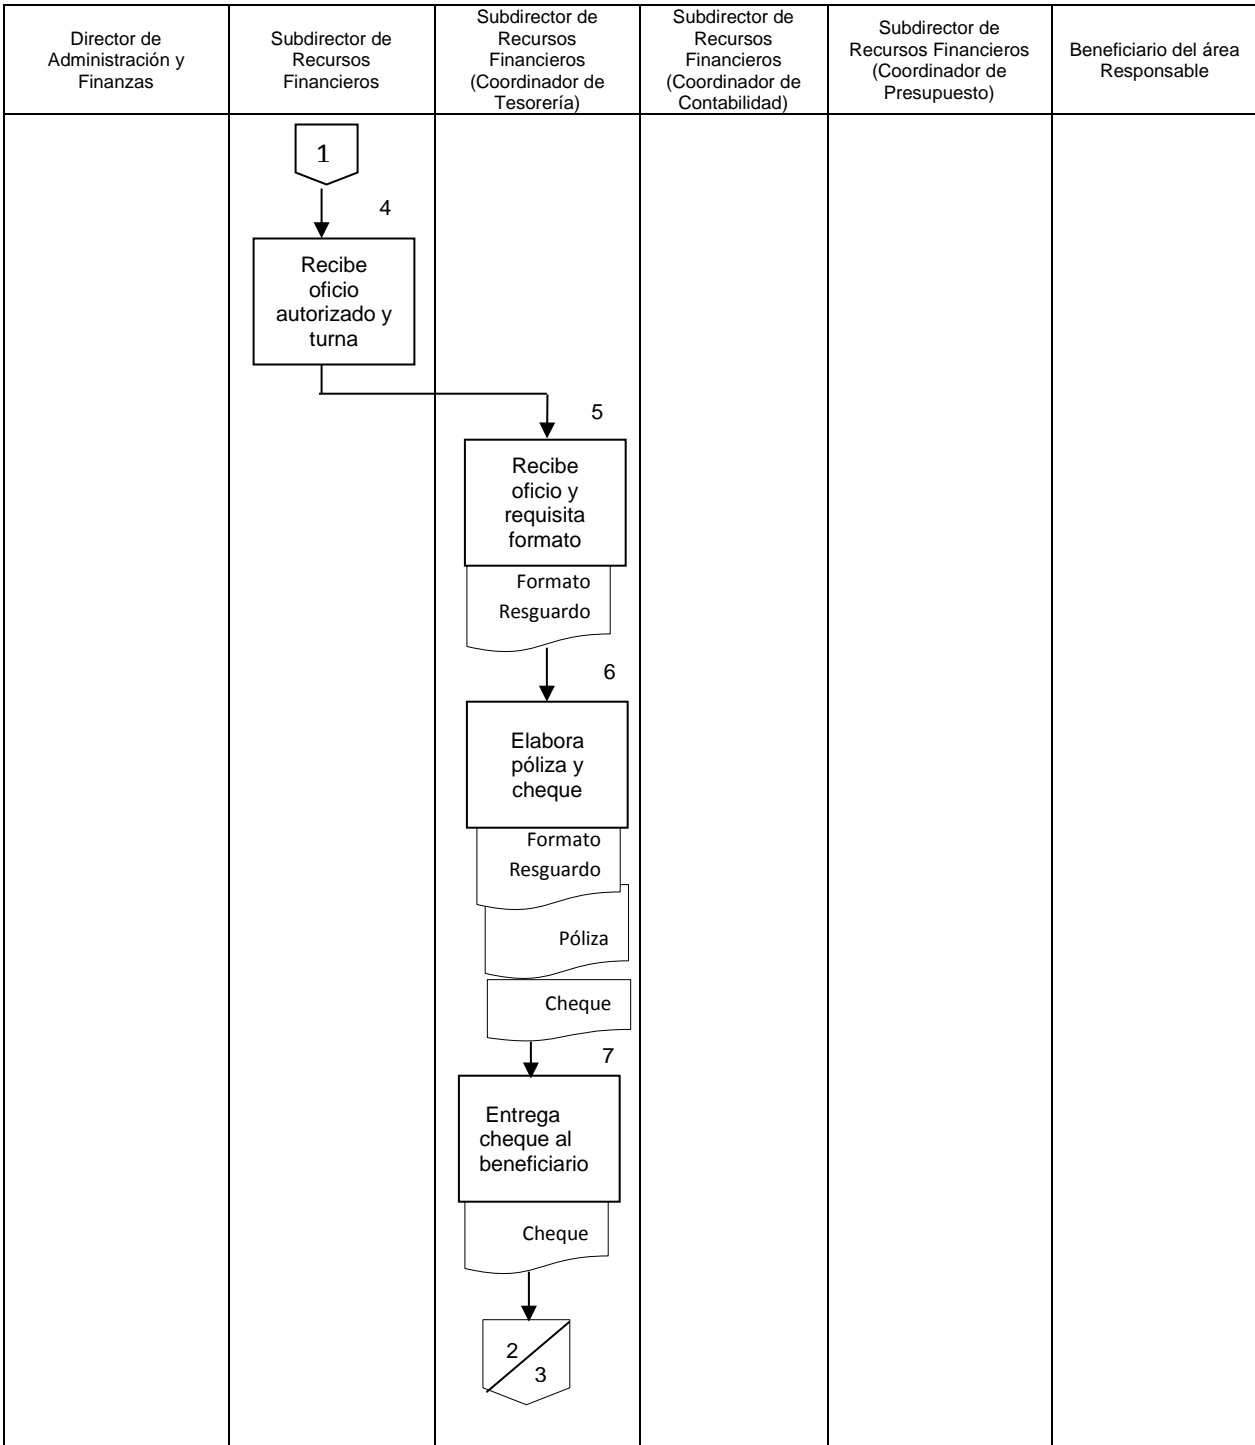 Director de
Administración y
Finanzas
Subdirector de
Recursos
Financieros
Subdirector de
Recursos
Financieros
(Coordinador de
Tesorería)
Subdirector de
Recursos
Financieros
(Coordinador de
Contabilidad)
Subdirector de
Recursos Financieros
(Coordinador de
Presupuesto)
Beneficiario del área
Responsable
1
4
Recibe
oficio
autorizado y
turna
5
Recibe
oficio y
requisita
formato
Formato
Resguardo
6
Elabora
póliza y
cheque
Formato
Resguardo
Póliza
Cheque
7
Entrega
cheque al
beneficiario
Cheque
2
3